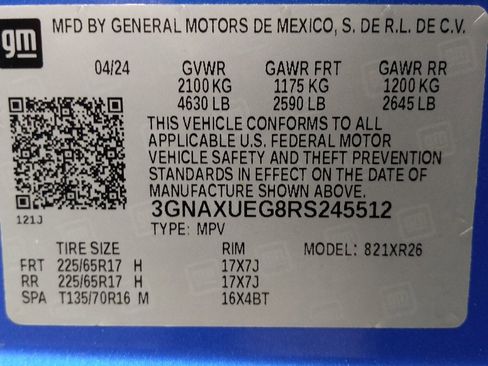 gm
MFD BY GENERAL MOTORS DE MEXICO, S. DE R.L. DE C.V.
04/24 GVWR GAWR FRT GAWR RR
2100 KG 1175 KG 1200 KG
4630 LB 2590 LB 2645 LB
THIS VEHICLE CONFORMS TO ALL
APPLICABLE U.S. FEDERAL MOTOR
VEHICLE SAFETY AND THEFT PREVENTION
STANDARDS IN EFFECT ON THE DATE OF
MANUFACTURE SHOWN ABOVE.
121J
3GNAXUEG8RS245512
TYPE: MPV
TIRE SIZE RIM MODEL: 821XR26
FRT 225/65R17 H 17X7J
RR 225/65R17 H 17X7J
SPA T135/70R16 M 16X4BT